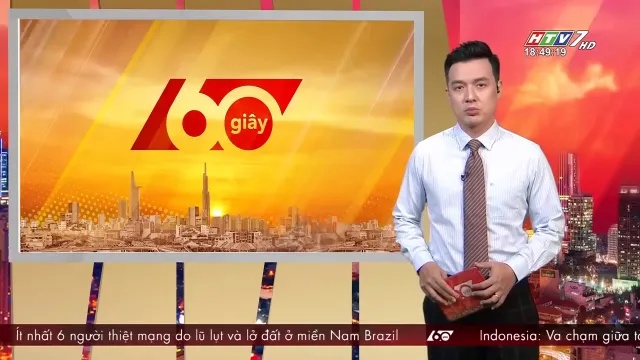 HTV7 HD
18:49:19
60 giây
Ít nhất 6 người thiệt mạng do lũ lụt và lở đất ở miền Nam Brazil 60 Indonesia: Va chạm giữa